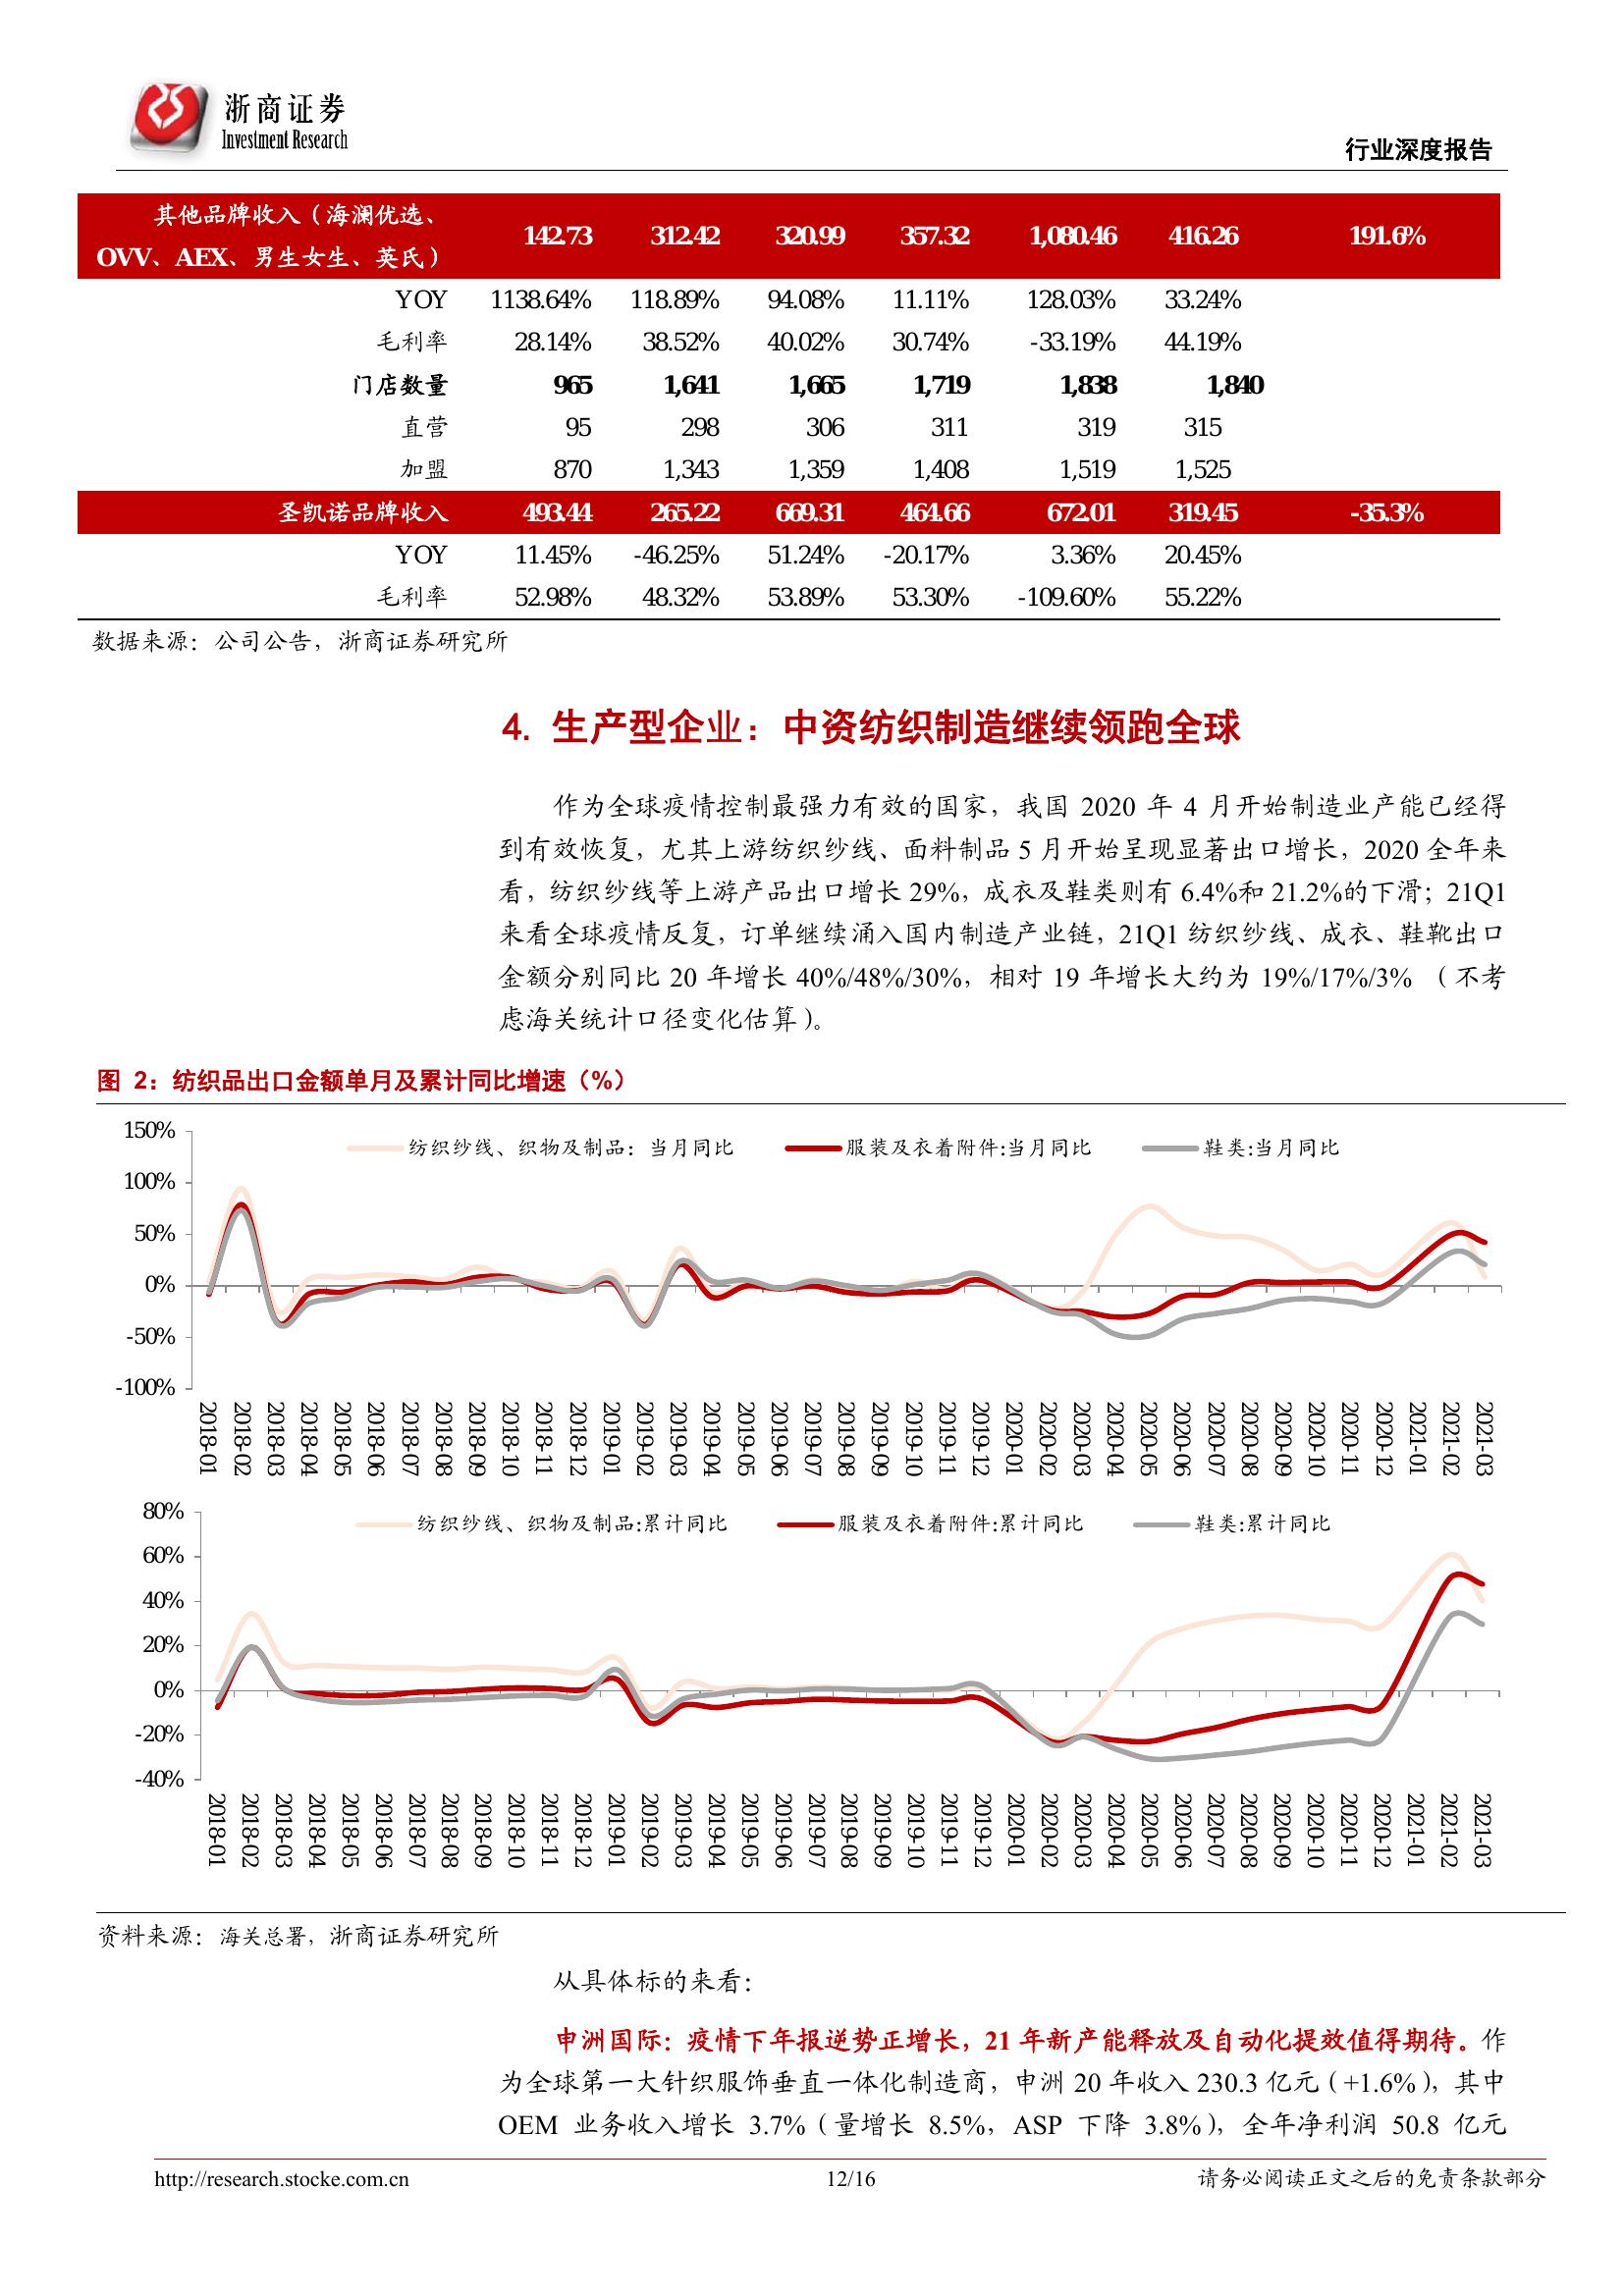 浙商证券
Investment Research
行业深度报告
其他品牌收入（海澜优选、
OVV、AEX、男生女生、英氏） 142.73 312.42 320.99 357.32 1,080.46 416.26 191.6%
YOY 1138.64% 118.89% 94.08% 11.11% 128.03% 33.24%
毛利率 28.14% 38.52% 40.02% 30.74% -33.19% 44.19%
门店数量 965 1,641 1,665 1,719 1,838 1,840
直营 95 298 306 311 319 315
加盟 870 1,343 1,359 1,408 1,519 1,525
圣凯诺品牌收入 493.44 265.22 669.31 464.66 672.01 319.45 -35.3%
YOY 11.45% -46.25% 51.24% -20.17% 3.36% 20.45%
毛利率 52.98% 48.32% 53.89% 53.30% -109.60% 55.22%
数据来源：公司公告，浙商证券研究所
4. 生产型企业：中资纺织制造继续领跑全球
作为全球疫情控制最强力有效的国家，我国 2020 年 4 月开始制造业产能已经得
到有效恢复，尤其上游纺织纱线、面料制品 5 月开始呈现显著出口增长，2020 全年来
看，纺织纱线等上游产品出口增长 29%，成衣及鞋类则有 6.4%和 21.2%的下滑；21Q1
来看全球疫情反复，订单继续涌入国内制造产业链，21Q1 纺织纱线、成衣、鞋靴出口
金额分别同比 20 年增长 40%/48%/30%，相对 19 年增长大约为 19%/17%/3% （不考
虑海关统计口径变化估算）。
图 2：纺织品出口金额单月及累计同比增速（%）
纺织纱线、织物及制品：当月同比 服装及衣着附件:当月同比 鞋类:当月同比
150%
100%
50%
0%
-50%
-100%
2018-01 2018-02 2018-03 2018-04 2018-05 2018-06 2018-07 2018-08 2018-09 2018-10 2018-11 2018-12 2019-01 2019-02 2019-03 2019-04 2019-05 2019-06 2019-07 2019-08 2019-09 2019-10 2019-11 2019-12 2020-01 2020-02 2020-03 2020-04 2020-05 2020-06 2020-07 2020-08 2020-09 2020-10 2020-11 2020-12 2021-01 2021-02 2021-03
纺织纱线、织物及制品:累计同比 服装及衣着附件:累计同比 鞋类:累计同比
80%
60%
40%
20%
0%
-20%
-40%
2018-01 2018-02 2018-03 2018-04 2018-05 2018-06 2018-07 2018-08 2018-09 2018-10 2018-11 2018-12 2019-01 2019-02 2019-03 2019-04 2019-05 2019-06 2019-07 2019-08 2019-09 2019-10 2019-11 2019-12 2020-01 2020-02 2020-03 2020-04 2020-05 2020-06 2020-07 2020-08 2020-09 2020-10 2020-11 2020-12 2021-01 2021-02 2021-03
资料来源：海关总署，浙商证券研究所
从具体标的来看：
申洲国际：疫情下年报逆势正增长，21 年新产能释放及自动化提效值得期待。作
为全球第一大针织服饰垂直一体化制造商，申洲 20 年收入 230.3 亿元（+1.6%），其中
OEM 业务收入增长 3.7%（量增长 8.5%，ASP 下降 3.8%），全年净利润 50.8 亿元
http://research.stocke.com.cn 12/16 请务必阅读正文之后的免责条款部分